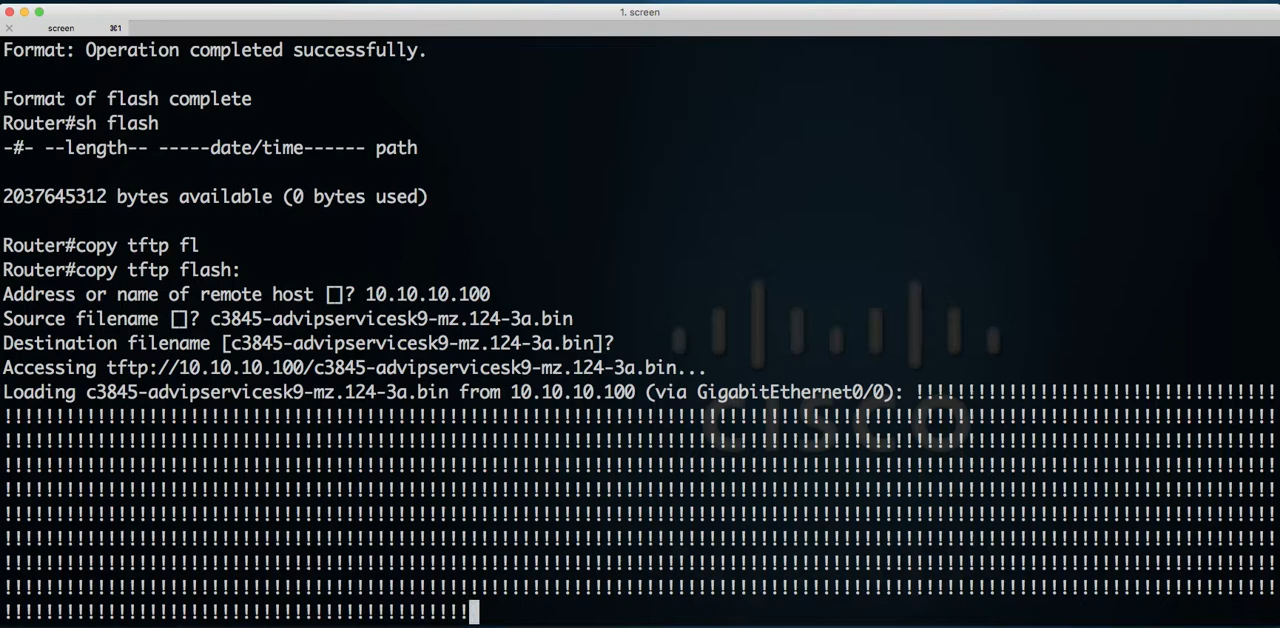 1. screen
screen ⌘1
Format: Operation completed successfully.
Format of flash complete
Router#sh flash
-#- --length-- -----date/time------ path
2037645312 bytes available (0 bytes used)
Router#copy tftp fl
Router#copy tftp flash:
Address or name of remote host []? 10.10.10.100
Source filename []? c3845-advipservicesk9-mz.124-3a.bin
Destination filename [c3845-advipservicesk9-mz.124-3a.bin]?
Accessing tftp://10.10.10.100/c3845-advipservicesk9-mz.124-3a.bin...
Loading c3845-advipservicesk9-mz.124-3a.bin from 10.10.10.100 (via GigabitEthernet0/0): !!!!!!!!!!!!!!!!!!!!!!!!!!!!!!!!!!!
!!!!!!!!!!!!!!!!!!!!!!!!!!!!!!!!!!!!!!!!!!!!!!!!!!!!!!!!!!!!!!!!!!!!!!!!!!!!!!!!!!!!!!!!!!!!!!!!!!!!!!!!!!!!!!!!!!!!!!!!!!!
!!!!!!!!!!!!!!!!!!!!!!!!!!!!!!!!!!!!!!!!!!!!!!!!!!!!!!!!!!!!!!!!!!!!!!!!!!!!!!!!!!!!!!!!!!!!!!!!!!!!!!!!!!!!!!!!!!!!!!!!!!!
!!!!!!!!!!!!!!!!!!!!!!!!!!!!!!!!!!!!!!!!!!!!!!!!!!!!!!!!!!!!!!!!!!!!!!!!!!!!!!!!!!!!!!!!!!!!!!!!!!!!!!!!!!!!!!!!!!!!!!!!!!!
!!!!!!!!!!!!!!!!!!!!!!!!!!!!!!!!!!!!!!!!!!!!!!!!!!!!!!!!!!!!!!!!!!!!!!!!!!!!!!!!!!!!!!!!!!!!!!!!!!!!!!!!!!!!!!!!!!!!!!!!!!!
!!!!!!!!!!!!!!!!!!!!!!!!!!!!!!!!!!!!!!!!!!!!!!!!!!!!!!!!!!!!!!!!!!!!!!!!!!!!!!!!!!!!!!!!!!!!!!!!!!!!!!!!!!!!!!!!!!!!!!!!!!!
!!!!!!!!!!!!!!!!!!!!!!!!!!!!!!!!!!!!!!!!!!!!!!!!!!!!!!!!!!!!!!!!!!!!!!!!!!!!!!!!!!!!!!!!!!!!!!!!!!!!!!!!!!!!!!!!!!!!!!!!!!!
!!!!!!!!!!!!!!!!!!!!!!!!!!!!!!!!!!!!!!!!!!!!!!!!!!!!!!!!!!!!!!!!!!!!!!!!!!!!!!!!!!!!!!!!!!!!!!!!!!!!!!!!!!!!!!!!!!!!!!!!!!!
!!!!!!!!!!!!!!!!!!!!!!!!!!!!!!!!!!!!!!!!!!!!!!!!!!!!!!!!!!!!!!!!!!!!!!!!!!!!!!!!!!!!!!!!!!!!!!!!!!!!!!!!!!!!!!!!!!!!!!!!!!!
!!!!!!!!!!!!!!!!!!!!!!!!!!!!!!!!!!!!!!!!!!!!!
CISCO